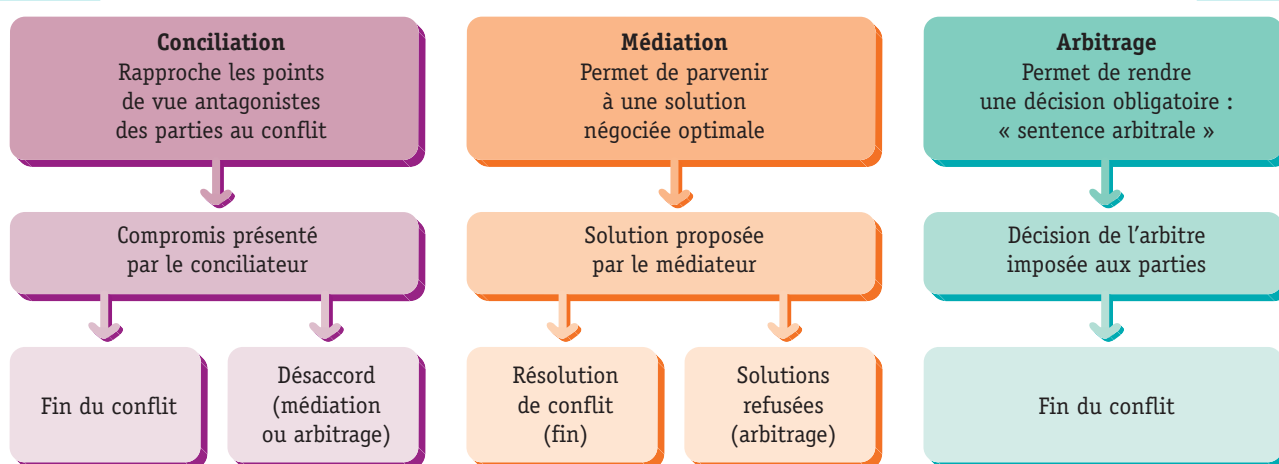 Conciliation
Rapproche les points
de vue antagonistes
des parties au conflit
Compromis présenté
par le conciliateur
Fin du conflit
Désaccord
(médiation
ou arbitrage)
Médiation
Permet de parvenir
à une solution
négociée optimale
Solution proposée
par le médiateur
Résolution
de conflit
(fin)
Solutions
refusées
(arbitrage)
Arbitrage
Permet de rendre
une décision obligatoire :
« sentence arbitrale »
Décision de l’arbitre
imposée aux parties
Fin du conflit